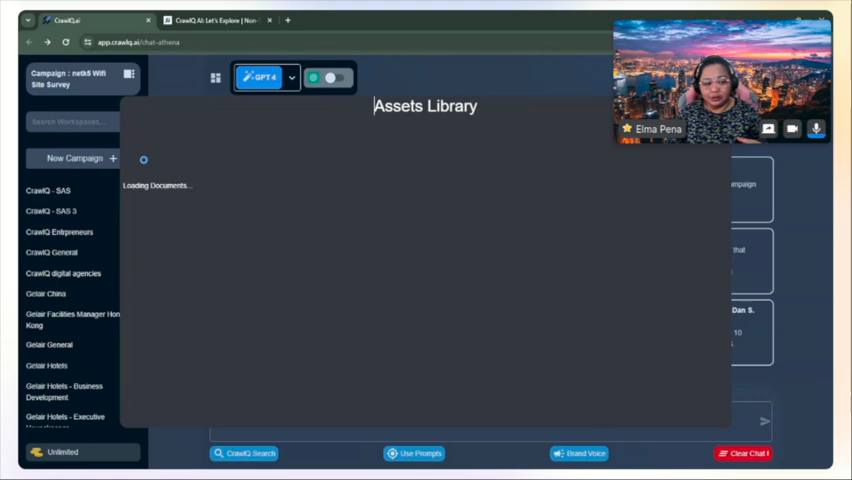 CrawlQ.ai
CrawlQ AI: Let's Explore | Non-
app.crawlq.ai/chat-athena
Campaign : netk5 Wifi
Site Survey
GPT 4
Assets Library
Elma Pena
Search Workspaces...
New Campaign +
Loading Documents...
CrawlQ - SAS
CrawlQ - SAS 3
CrawlQ Entrpreneurs
CrawlQ General
CrawlQ digital agencies
Gelair China
Gelair Facilities Manager Hon
Kong
Gelair General
Gelair Hotels
Gelair Hotels - Business
Development
Gelair Hotels - Executive
Unlimited
ampaign
that
Dan S.
10
S.
CrawlQ Search
Use Prompts
Brand Voice
Clear Chat !